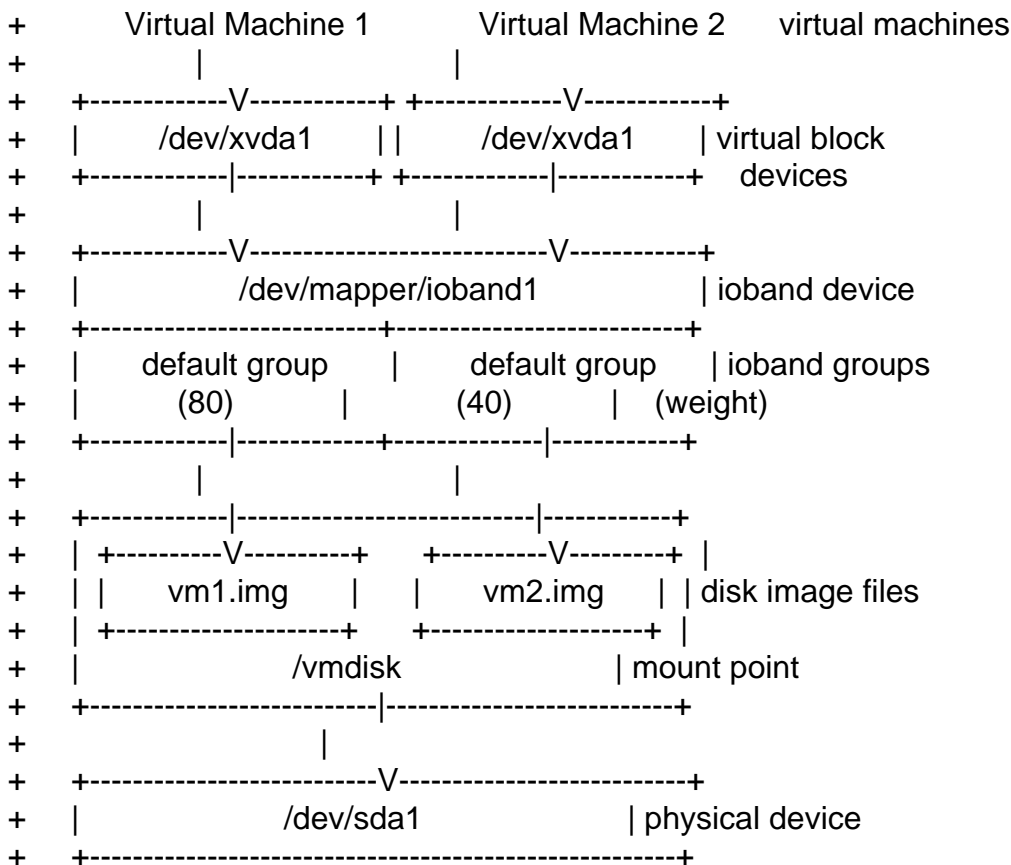 + Virtual Machine 1 Virtual Machine 2 virtual machines
+ | |
+ +-------------V------------+ +-------------V------------+
+ | /dev/xvda1 | | /dev/xvda1 | virtual block
+ +-------------|------------+ +-------------|------------+ devices
+ | |
+ +-------------V----------------------------V------------+
+ | /dev/mapper/ioband1 | ioband device
+ +---------------------------+---------------------------+
+ | default group | default group | ioband groups
+ | (80) | (40) | (weight)
+ +-------------|-------------+--------------|------------+
+ | |
+ +-------------|----------------------------|------------+
+ | +----------V----------+ +----------V---------+ |
+ | | vm1.img | | vm2.img | | disk image files
+ | +---------------------+ +--------------------+ |
+ | /vmdisk | mount point
+ +---------------------------|---------------------------+
+ |
+ +---------------------------V---------------------------+
+ | /dev/sda1 | physical device
+ +-------------------------------------------------------+